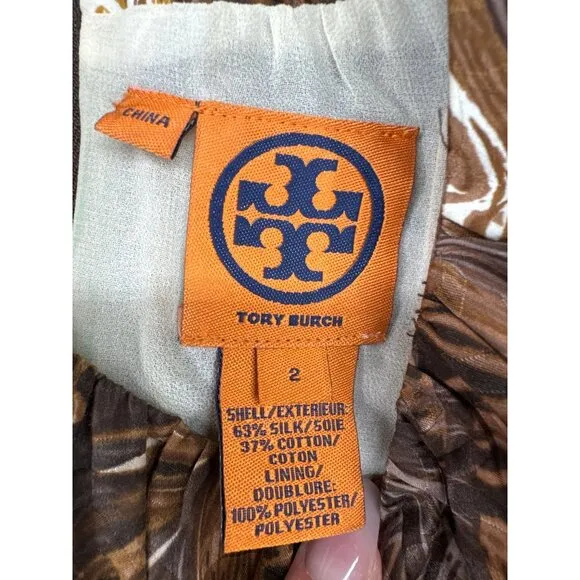 CHINA
TORY BURCH
2
SHELL/EXTERIEUR:
63% SILK/SOIE
37% COTTON/
COTON
LINING/
DOUBLURE:
100% POLYESTER/
POLYESTER